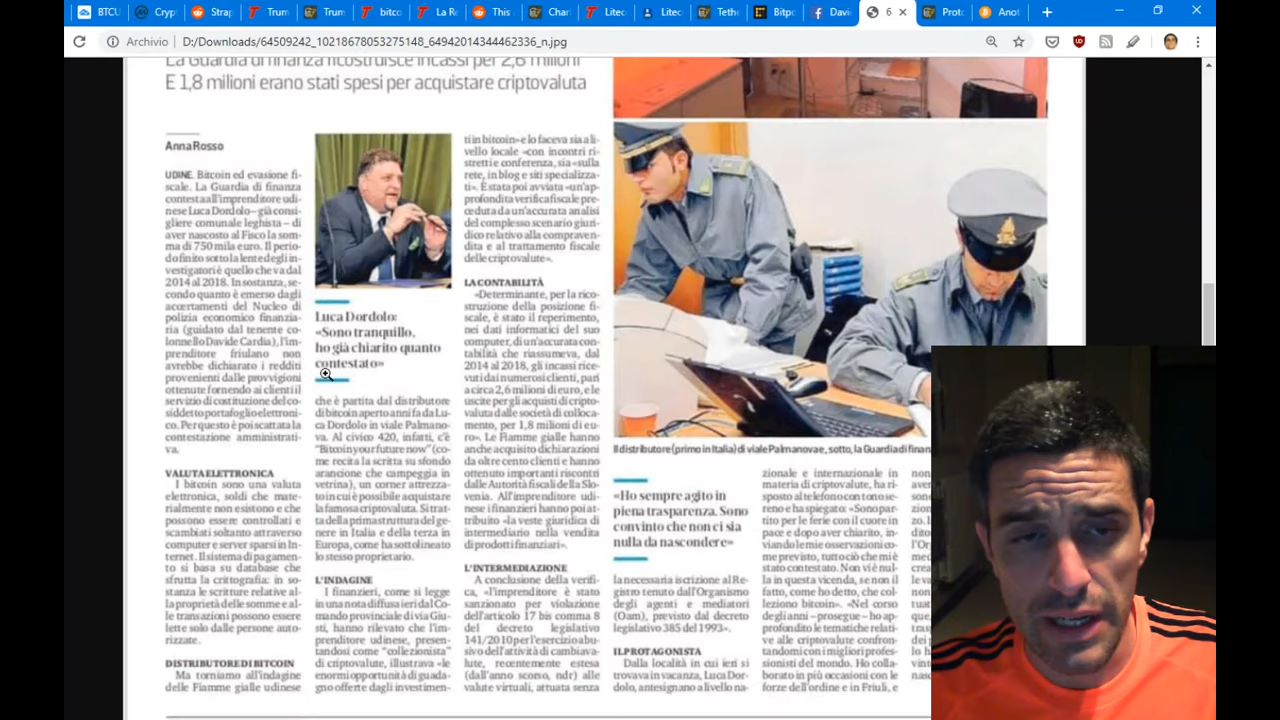 BTCU
Cryp
Strap
Trum
Trum
bitco
La Re
This
Charl
Litec
Litec
Tethe
Bitpc
Davi
6
Proto
Anot
Archivio
D:/Downloads/64509242_10218678053275148_64942014344462336_n.jpg
La Guardia di finanza ricostruisce incassi per 2,6 milioni
E 1,8 milioni erano stati spesi per acquistare criptovaluta
Anna Rosso
UDINE. Bitcoin ed evasione fi-
scale. La Guardia di finanza
contesta all'imprenditore udi-
nese Luca Dordolo – già consi-
gliere comunale leghista – di
aver nascosto al Fisco la som-
ma di 750 mila euro. Il perio-
do finito sotto la lente degli in-
vestigatori è quello che va dal
2014 al 2018. In sostanza, se-
condo quanto è emerso dagli
accertamenti del Nucleo di
polizia economico finanzia-
ria (guidato dal tenente co-
lonnello Davide Cardia), l'im-
prenditore friulano non
avrebbe dichiarato i redditi
provenienti dalle provvigioni
ottenute fornendo ai clienti il
servizio di costituzione del co-
siddetto portafoglio elettroni-
co. Per questo è poi scattata la
contestazione amministrati-
va.
VALUTA ELETTRONICA
I bitcoin sono una valuta
elettronica, soldi che mate-
rialmente non esistono e che
possono essere controllati e
scambiati soltanto attraverso
computer e server sparsi in In-
ternet. Il sistema di pagamen-
to si basa su database che
sfrutta la crittografia: in so-
stanza le scritture relative al-
la proprietà delle somme e al-
le transazioni possono essere
lette solo dalle persone auto-
rizzate.
DISTRIBUTORE DI BITCOIN
Ma torniamo all'indagine
delle Fiamme gialle udinese
Luca Dordolo:
«Sono tranquillo,
ho già chiarito quanto
contestato»
che è partita dal distributore
di bitcoin aperto anni fa da Lu-
ca Dordolo in viale Palmano-
va. Al civico 420, infatti, c'è
"Bitcoin your future now" (co-
me recita la scritta su sfondo
arancione che campeggia in
vetrina), un corner attrezza-
to in cui è possibile acquistare
la famosa criptovaluta. Si trat-
ta della prima struttura del ge-
nere in Italia e della terza in
Europa, come ha sottolineato
lo stesso proprietario.
L'INDAGINE
I finanzieri, come si legge
in una nota diffusa ieri dal Co-
mando provinciale di via Giu-
sti, hanno rilevato che l'im-
prenditore udinese, presen-
tandosi come "collezionista"
di criptovalute, illustrava «le
enormi opportunità di guada-
gno offerte dagli investimen-
ti in bitcoin» e lo faceva sia a li-
vello locale «con incontri ri-
stretti e conferenza, sia «sulla
rete, in blog e siti specializza-
ti». È stata poi avviata «un'ap-
profondita verifica fiscale pre-
ceduta da un'accurata analisi
del complesso scenario giuri-
dico relativo alla compraven-
dita e al trattamento fiscale
delle criptovalute».
LA CONTABILITÀ
«Determinante, per la rico-
struzione della posizione fi-
scale, è stato il reperimento,
nei dati informatici del suo
computer, di un'accurata con-
tabilità che riassumeva, dal
2014 al 2018, gli incassi rice-
vuti dai numerosi clienti, pari
a circa 2,6 milioni di euro, e le
uscite per gli acquisti di cripto-
valuta dalle società di colloca-
mento, per 1,8 milioni di eu-
ro». Le Fiamme gialle hanno
anche acquisito dichiarazioni
da oltre cento clienti e hanno
ottenuto importanti riscontri
dalle Autorità fiscali della Slo-
venia. All'imprenditore udi-
nese i finanzieri hanno poi at-
tribuito «la veste giuridica di
intermediario nella vendita
di prodotti finanziari».
L'INTERMEDIAZIONE
A conclusione della verifi-
ca, «l'imprenditore è stato
sanzionato per violazione
dell'articolo 17 bis comma 8
del decreto legislativo
141/2010 per l'esercizio abu-
sivo dell'attività di cambiava-
lute, recentemente estesa
(dall'anno scorso, ndr) alle
valute virtuali, attuata senza
Il distributore (primo in Italia) di viale Palmanova e, sotto, la Guardia di finan
«Ho sempre agito in
piena trasparenza. Sono
convinto che non ci sia
nulla da nascondere»
la necessaria iscrizione al Re-
gistro tenuto dall'Organismo
degli agenti e mediatori
(Oam), previsto dal decreto
legislativo 385 del 1993».
IL PROTAGONISTA
Dalla località in cui ieri si
trovava in vacanza, Luca Dor-
dolo, antesignano a livello na-
zionale e internazionale in
materia di criptovalute, ha ri-
sposto al telefono con tono se-
reno e ha spiegato: «Sono par-
tito per le ferie con il cuore in
pace e dopo aver chiarito, in-
viando le mie osservazioni co-
me previsto, tutto ciò che mi è
stato contestato. Non vi è nul-
la in questa vicenda, se non il
fatto, come ho detto, che col-
leziono bitcoin». «Nel corso
degli anni – prosegue – ho ap-
profondito le tematiche relati-
ve alle criptovalute confron-
tandomi con i migliori profes-
sionisti del mondo. Ho colla-
borato in più occasioni con le
forze dell'ordine e in Friuli, e